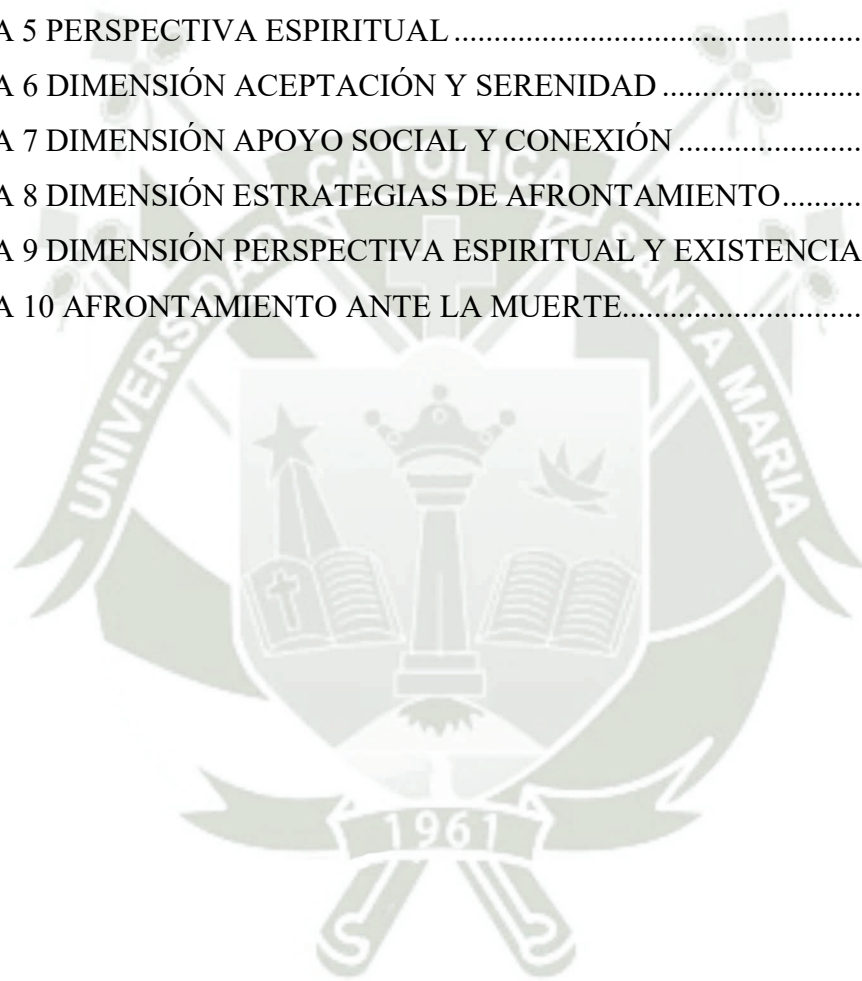 A 5 PERSPECTIVA ESPIRITUAL
A 6 DIMENSIÓN ACEPTACIÓN Y SERENIDAD
A 7 DIMENSIÓN APOYO SOCIAL Y CONEXIÓN
A 8 DIMENSIÓN ESTRATEGIAS DE AFRONTAMIENTO
A 9 DIMENSIÓN PERSPECTIVA ESPIRITUAL Y EXISTENCIA
A 10 AFRONTAMIENTO ANTE LA MUERTE
UNIVERSIDAD CATOLICA SANTA MARIA
1961